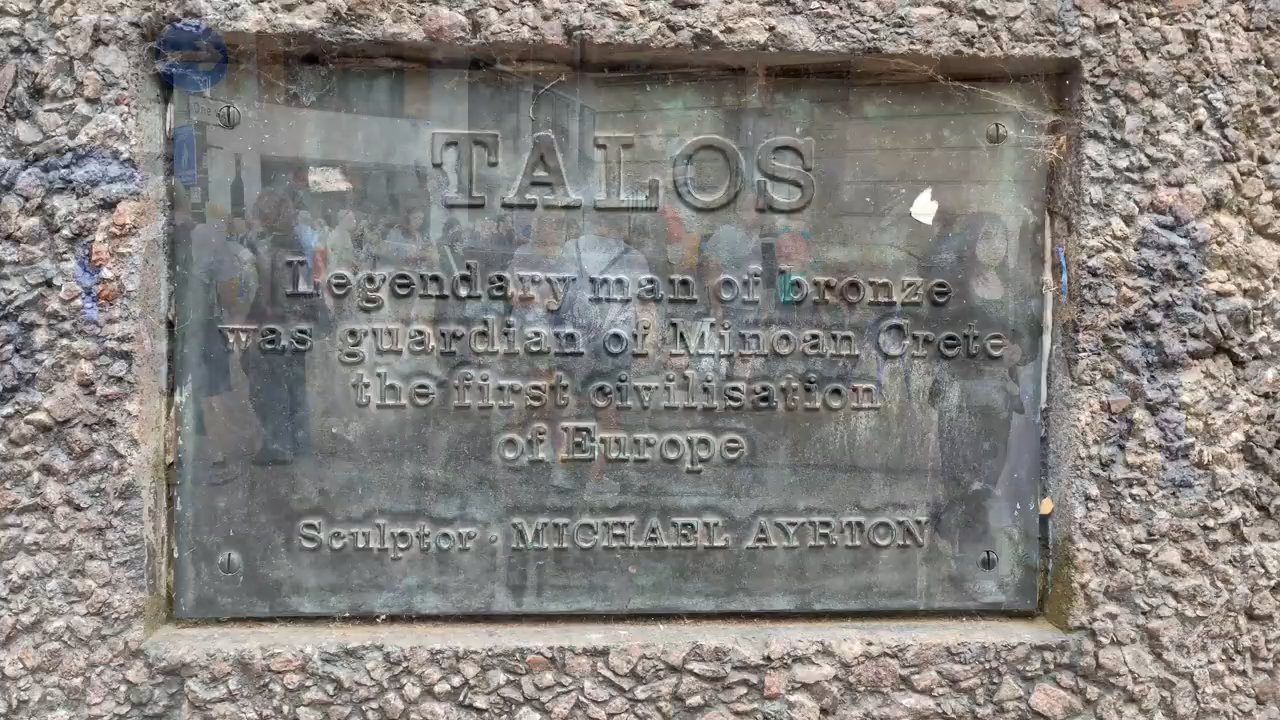 TALOS
Legendary man of bronze
was guardian of Minoan Crete
the first civilisation
of Europe
Sculptor · MICHAEL AYRTON